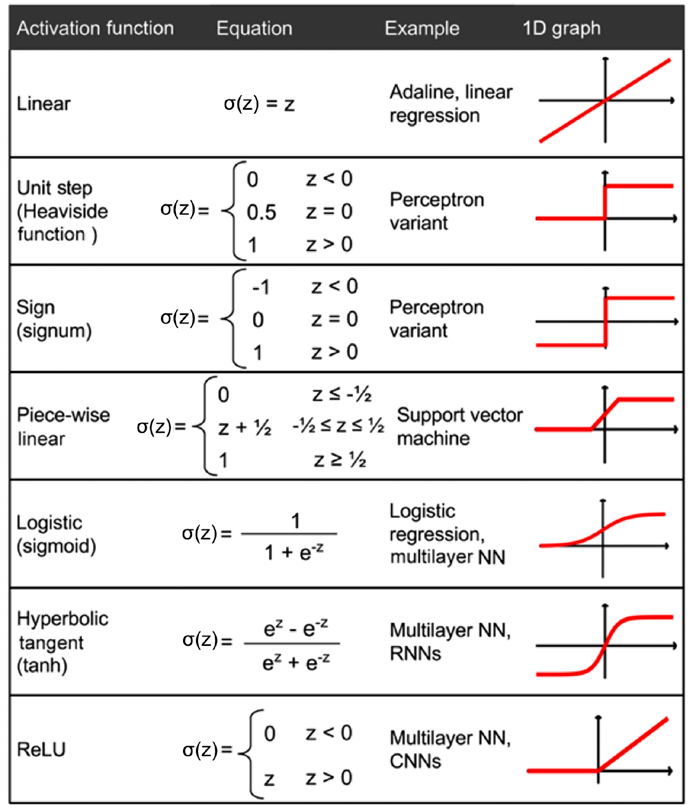 Activation function Equation Example 1D graph
Linear σ(z) = z Adaline, linear
regression
Unit step
(Heaviside
function )
σ(z)=
0 z < 0
0.5 z = 0
1 z > 0
Perceptron
variant
Sign
(signum)
σ(z)=
-1 z < 0
0 z = 0
1 z > 0
Perceptron
variant
Piece-wise
linear
σ(z)=
0 z ≤ -½
z + ½ -½ ≤ z ≤ ½
1 z ≥ ½
Support vector
machine
Logistic
(sigmoid)
σ(z)=
1
1 + e-z
Logistic
regression,
multilayer NN
Hyperbolic
tangent
(tanh)
σ(z)=
ez - e-z
ez + e-z
Multilayer NN,
RNNs
ReLU
σ(z)=
0 z < 0
z z > 0
Multilayer NN,
CNNs